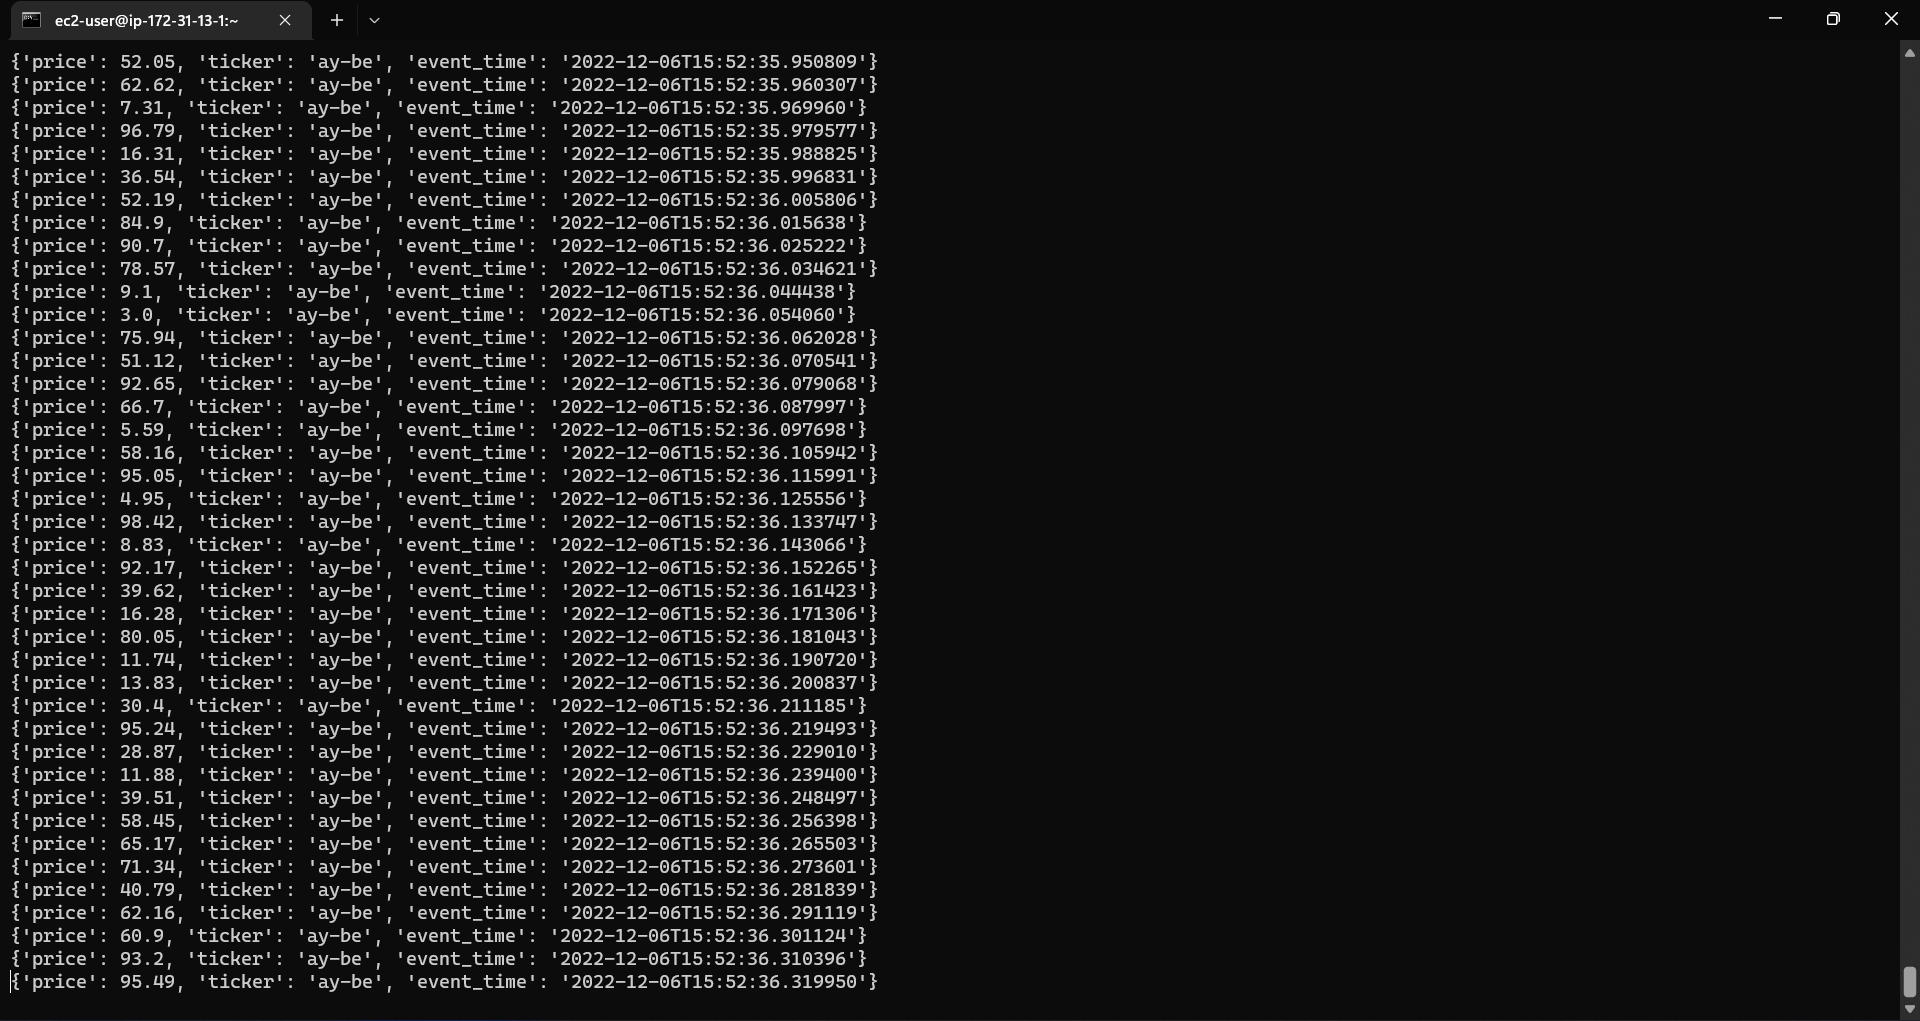 ec2-user@ip-172-31-13-1:~
{'price': 52.05, 'ticker': 'ay-be', 'event_time': '2022-12-06T15:52:35.950809'}
{'price': 62.62, 'ticker': 'ay-be', 'event_time': '2022-12-06T15:52:35.960307'}
{'price': 7.31, 'ticker': 'ay-be', 'event_time': '2022-12-06T15:52:35.969960'}
{'price': 96.79, 'ticker': 'ay-be', 'event_time': '2022-12-06T15:52:35.979577'}
{'price': 16.31, 'ticker': 'ay-be', 'event_time': '2022-12-06T15:52:35.988825'}
{'price': 36.54, 'ticker': 'ay-be', 'event_time': '2022-12-06T15:52:35.996831'}
{'price': 52.19, 'ticker': 'ay-be', 'event_time': '2022-12-06T15:52:36.005806'}
{'price': 84.9, 'ticker': 'ay-be', 'event_time': '2022-12-06T15:52:36.015638'}
{'price': 90.7, 'ticker': 'ay-be', 'event_time': '2022-12-06T15:52:36.025222'}
{'price': 78.57, 'ticker': 'ay-be', 'event_time': '2022-12-06T15:52:36.034621'}
{'price': 9.1, 'ticker': 'ay-be', 'event_time': '2022-12-06T15:52:36.044438'}
{'price': 3.0, 'ticker': 'ay-be', 'event_time': '2022-12-06T15:52:36.054060'}
{'price': 75.94, 'ticker': 'ay-be', 'event_time': '2022-12-06T15:52:36.062028'}
{'price': 51.12, 'ticker': 'ay-be', 'event_time': '2022-12-06T15:52:36.070541'}
{'price': 92.65, 'ticker': 'ay-be', 'event_time': '2022-12-06T15:52:36.079068'}
{'price': 66.7, 'ticker': 'ay-be', 'event_time': '2022-12-06T15:52:36.087997'}
{'price': 5.59, 'ticker': 'ay-be', 'event_time': '2022-12-06T15:52:36.097698'}
{'price': 58.16, 'ticker': 'ay-be', 'event_time': '2022-12-06T15:52:36.105942'}
{'price': 95.05, 'ticker': 'ay-be', 'event_time': '2022-12-06T15:52:36.115991'}
{'price': 4.95, 'ticker': 'ay-be', 'event_time': '2022-12-06T15:52:36.125556'}
{'price': 98.42, 'ticker': 'ay-be', 'event_time': '2022-12-06T15:52:36.133747'}
{'price': 8.83, 'ticker': 'ay-be', 'event_time': '2022-12-06T15:52:36.143066'}
{'price': 92.17, 'ticker': 'ay-be', 'event_time': '2022-12-06T15:52:36.152265'}
{'price': 39.62, 'ticker': 'ay-be', 'event_time': '2022-12-06T15:52:36.161423'}
{'price': 16.28, 'ticker': 'ay-be', 'event_time': '2022-12-06T15:52:36.171306'}
{'price': 80.05, 'ticker': 'ay-be', 'event_time': '2022-12-06T15:52:36.181043'}
{'price': 11.74, 'ticker': 'ay-be', 'event_time': '2022-12-06T15:52:36.190720'}
{'price': 13.83, 'ticker': 'ay-be', 'event_time': '2022-12-06T15:52:36.200837'}
{'price': 30.4, 'ticker': 'ay-be', 'event_time': '2022-12-06T15:52:36.211185'}
{'price': 95.24, 'ticker': 'ay-be', 'event_time': '2022-12-06T15:52:36.219493'}
{'price': 28.87, 'ticker': 'ay-be', 'event_time': '2022-12-06T15:52:36.229010'}
{'price': 11.88, 'ticker': 'ay-be', 'event_time': '2022-12-06T15:52:36.239400'}
{'price': 39.51, 'ticker': 'ay-be', 'event_time': '2022-12-06T15:52:36.248497'}
{'price': 58.45, 'ticker': 'ay-be', 'event_time': '2022-12-06T15:52:36.256398'}
{'price': 65.17, 'ticker': 'ay-be', 'event_time': '2022-12-06T15:52:36.265503'}
{'price': 71.34, 'ticker': 'ay-be', 'event_time': '2022-12-06T15:52:36.273601'}
{'price': 40.79, 'ticker': 'ay-be', 'event_time': '2022-12-06T15:52:36.281839'}
{'price': 62.16, 'ticker': 'ay-be', 'event_time': '2022-12-06T15:52:36.291119'}
{'price': 60.9, 'ticker': 'ay-be', 'event_time': '2022-12-06T15:52:36.301124'}
{'price': 93.2, 'ticker': 'ay-be', 'event_time': '2022-12-06T15:52:36.310396'}
{'price': 95.49, 'ticker': 'ay-be', 'event_time': '2022-12-06T15:52:36.319950'}